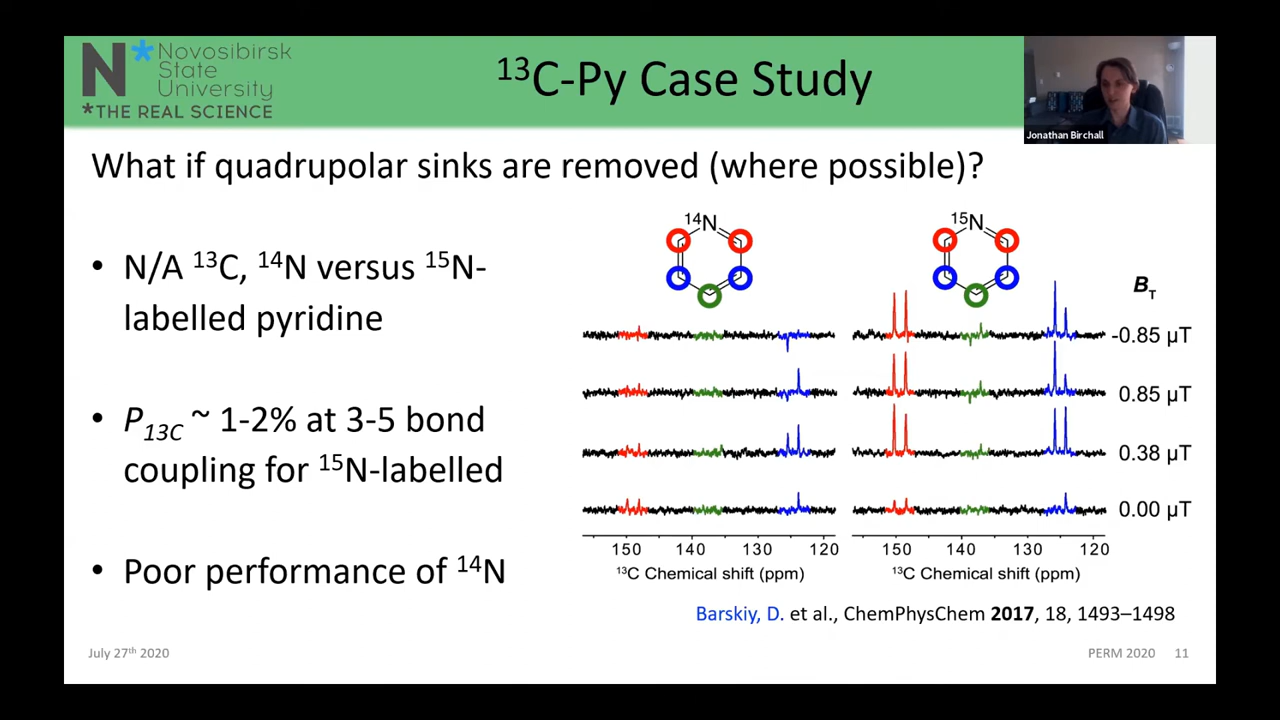 N*Novosibirsk
State
University
*THE REAL SCIENCE
¹³C-Py Case Study
Jonathan Birchall
What if quadrupolar sinks are removed (where possible)?
• N/A ¹³C, ¹⁴N versus ¹⁵N-
labelled pyridine
• P13C ~ 1-2% at 3-5 bond
coupling for ¹⁵N-labelled
• Poor performance of ¹⁴N
¹⁴N
¹⁵N
BT
-0.85 µT
0.85 µT
0.38 µT
0.00 µT
150 140 130 120
150 140 130 120
¹³C Chemical shift (ppm)
¹³C Chemical shift (ppm)
Barskiy, D. et al., ChemPhysChem 2017, 18, 1493–1498
July 27th 2020
PERM 2020 11